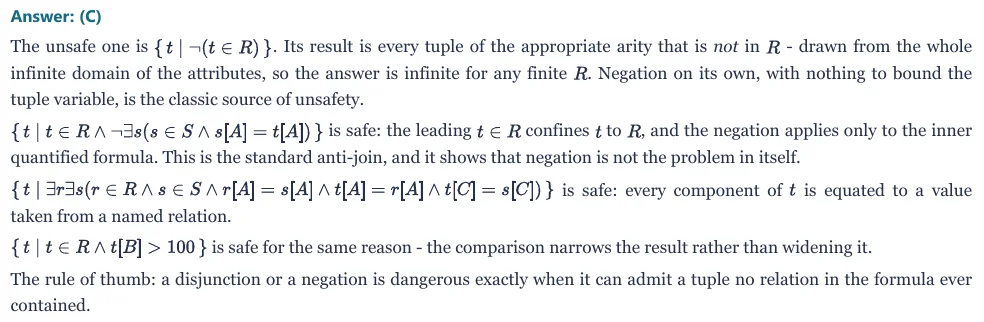 Answer: (C)
The unsafe one is { t | ¬(t ∈ R) }. Its result is every tuple of the appropriate arity that is not in R - drawn from the whole
infinite domain of the attributes, so the answer is infinite for any finite R. Negation on its own, with nothing to bound the
tuple variable, is the classic source of unsafety.
{ t | t ∈ R ∧ ¬∃s(s ∈ S ∧ s[A] = t[A]) } is safe: the leading t ∈ R confines t to R, and the negation applies only to the inner
quantified formula. This is the standard anti-join, and it shows that negation is not the problem in itself.
{ t | ∃r∃s(r ∈ R ∧ s ∈ S ∧ r[A] = s[A] ∧ t[A] = r[A] ∧ t[C] = s[C]) } is safe: every component of t is equated to a value
taken from a named relation.
{ t | t ∈ R ∧ t[B] > 100 } is safe for the same reason - the comparison narrows the result rather than widening it.
The rule of thumb: a disjunction or a negation is dangerous exactly when it can admit a tuple no relation in the formula ever
contained.